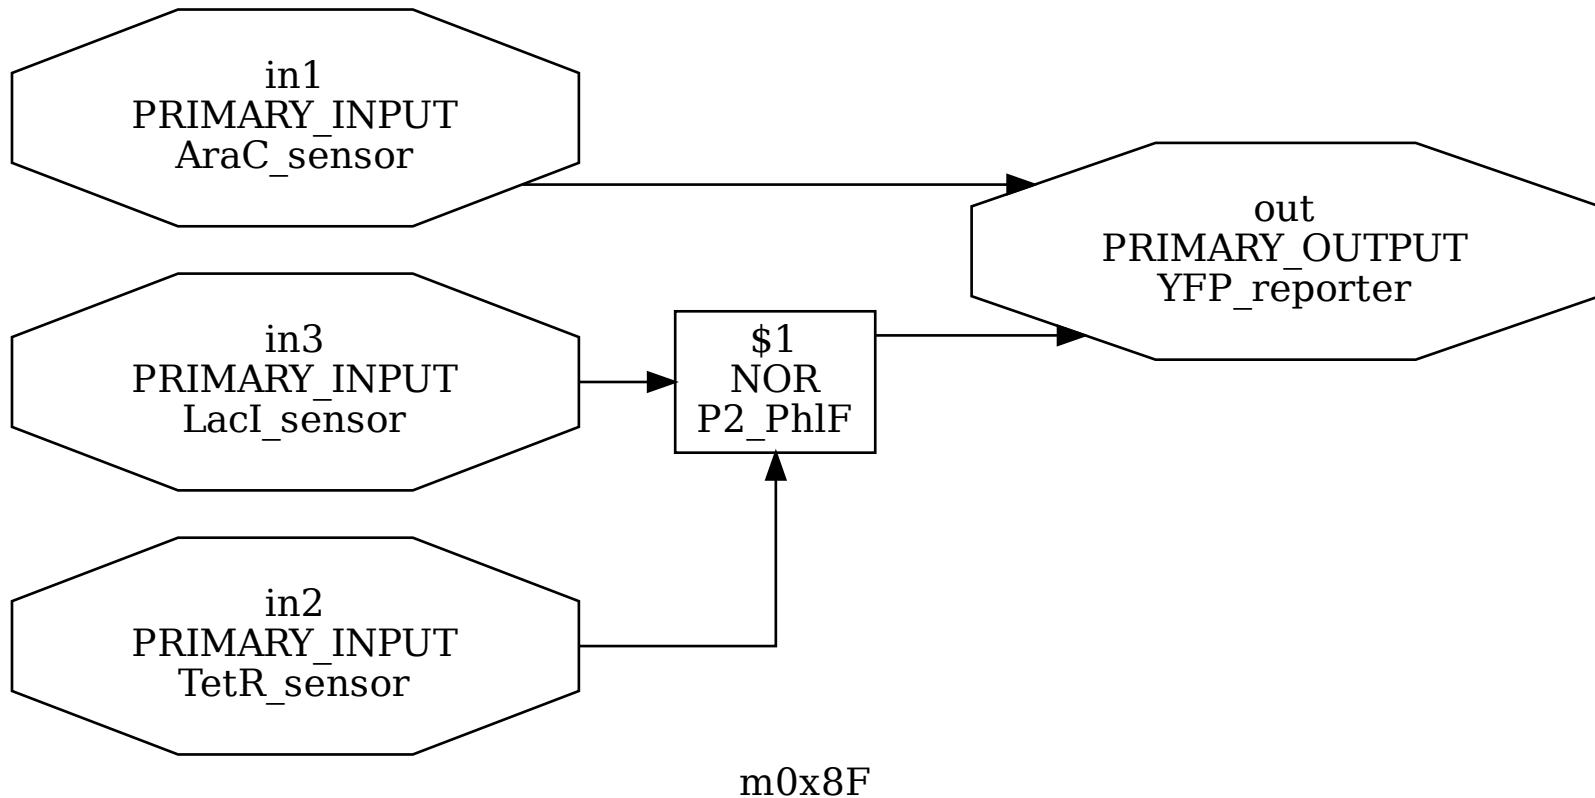 in1
PRIMARY_INPUT
AraC_sensor
out
PRIMARY_OUTPUT
YFP_reporter
in3
PRIMARY_INPUT
LacI_sensor
$1
NOR
P2_PhlF
in2
PRIMARY_INPUT
TetR_sensor
m0x8F